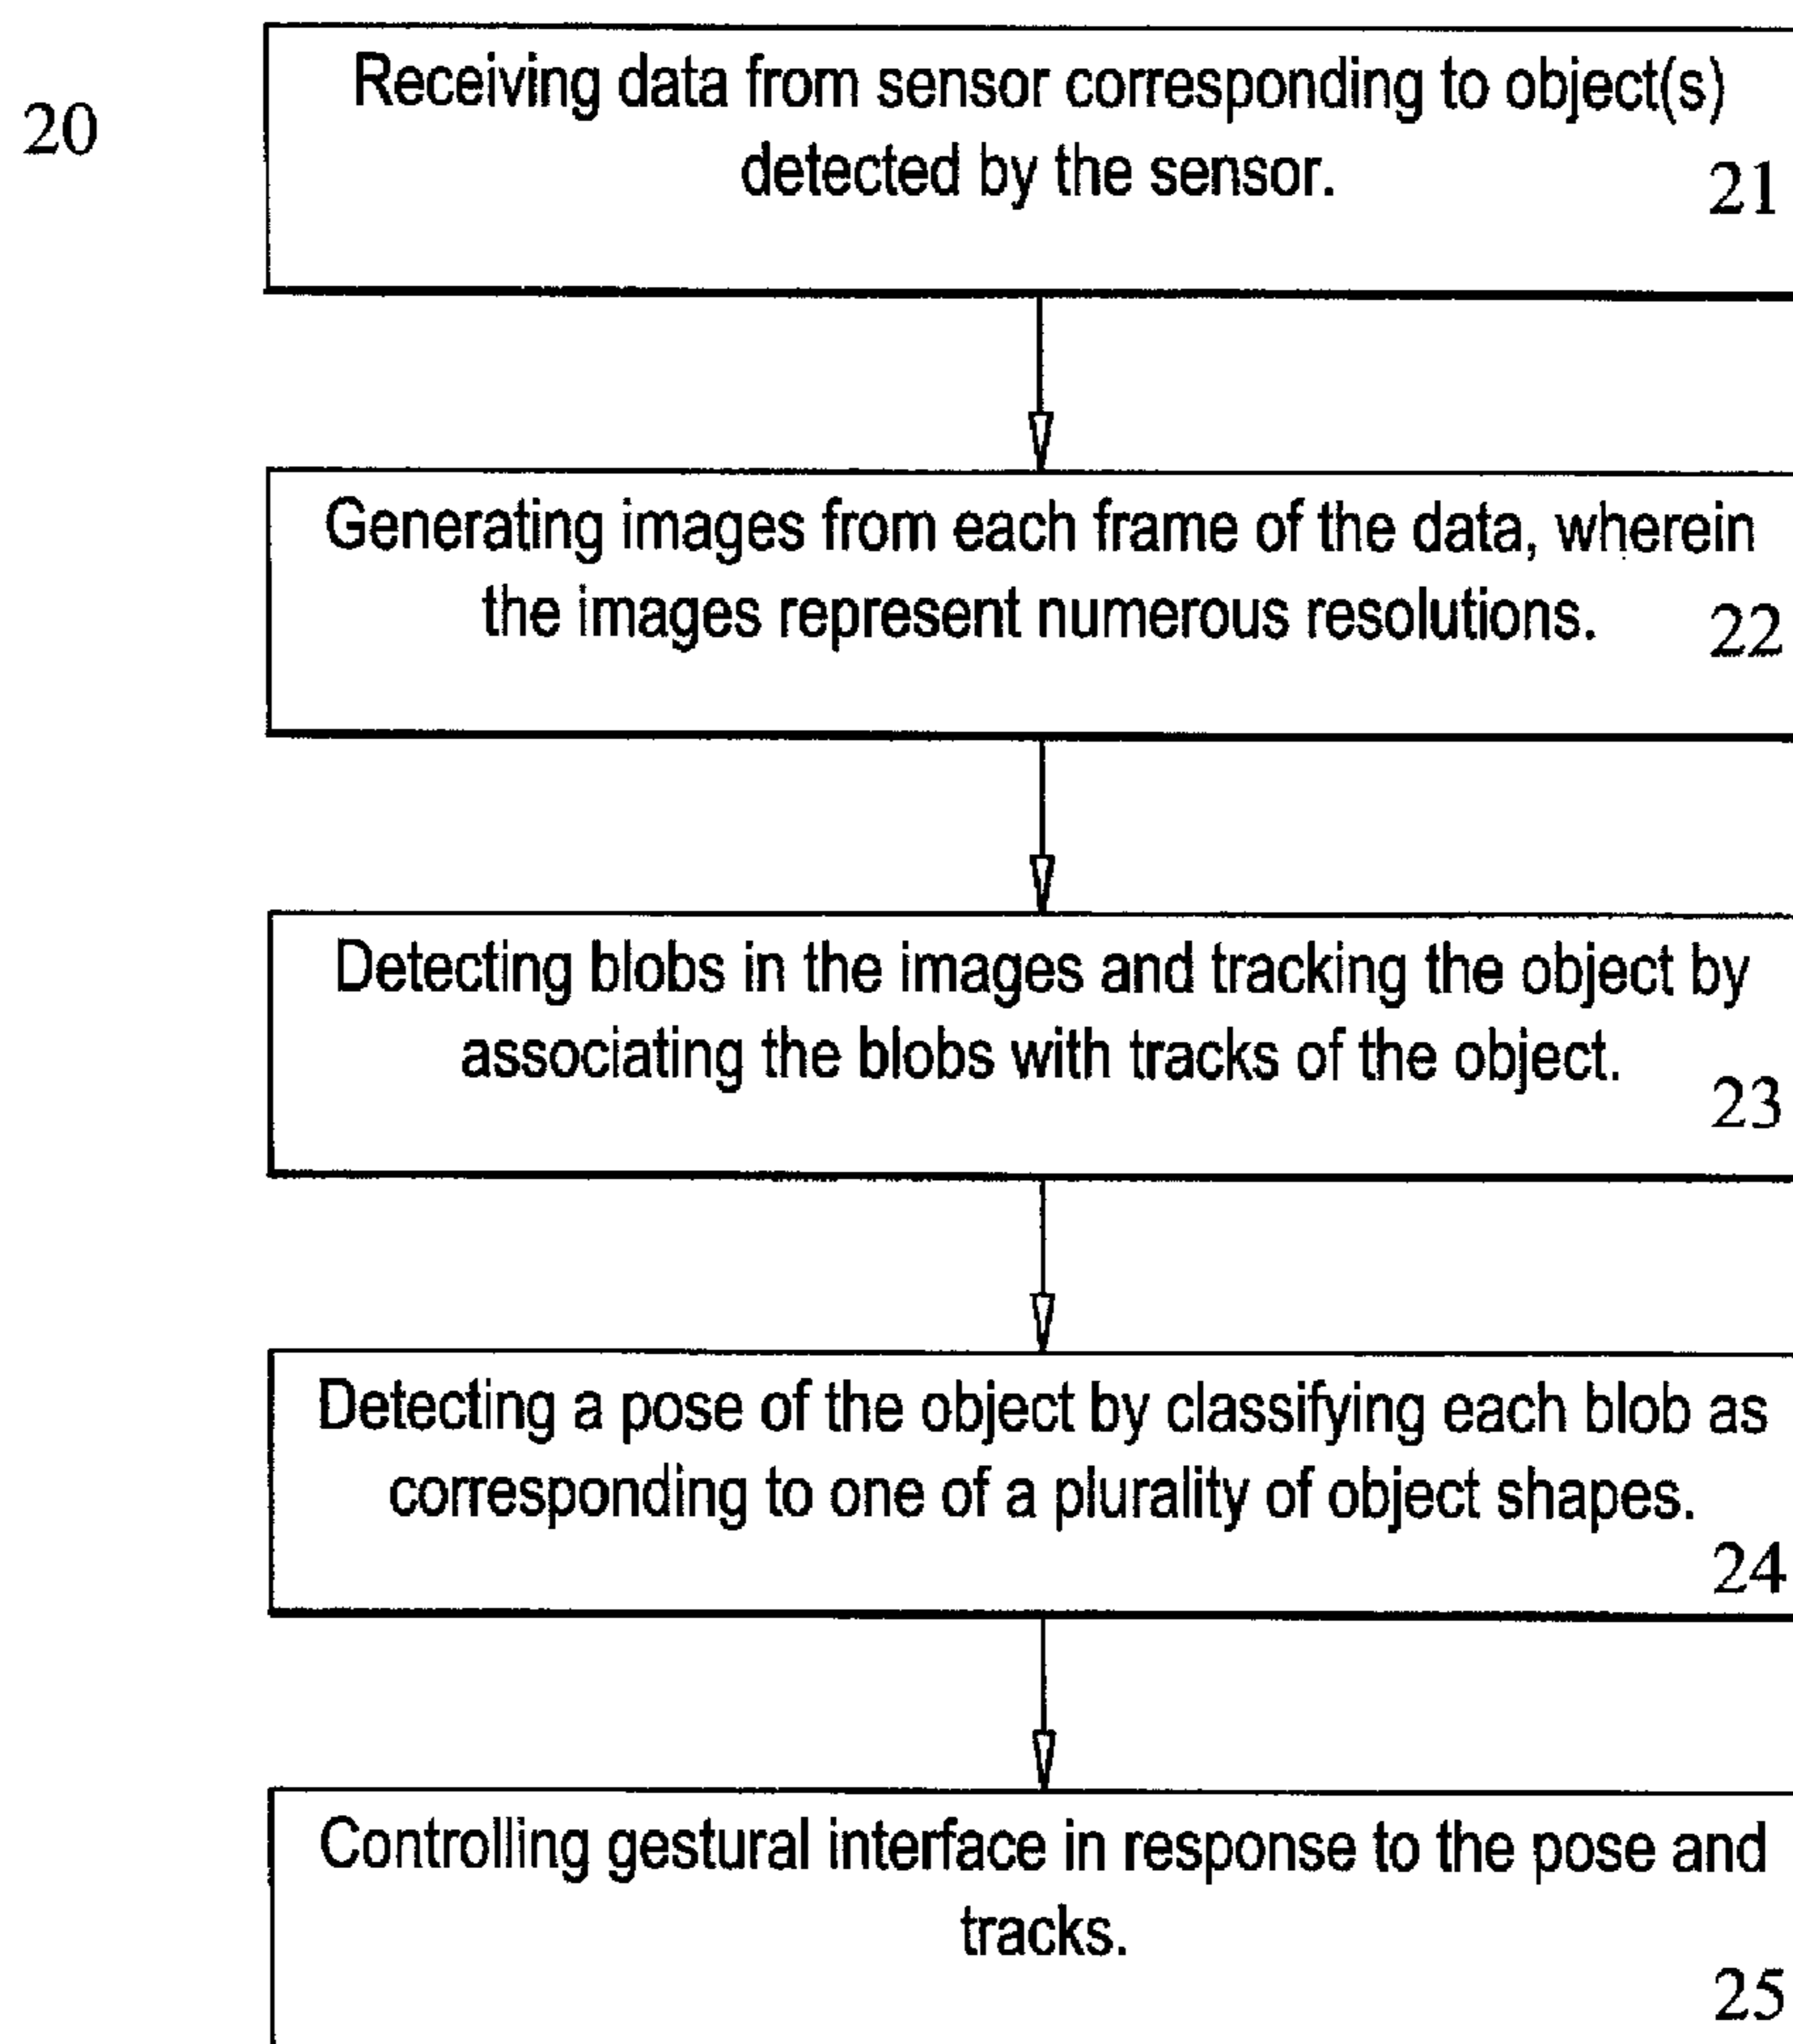 20
Receiving data from sensor corresponding to object(s)
detected by the sensor.
21
Generating images from each frame of the data, wherein
the images represent numerous resolutions.
22
Detecting blobs in the images and tracking the object by
associating the blobs with tracks of the object.
23
Detecting a pose of the object by classifying each blob as
corresponding to one of a plurality of object shapes.
24
Controlling gestural interface in response to the pose and
tracks.
25